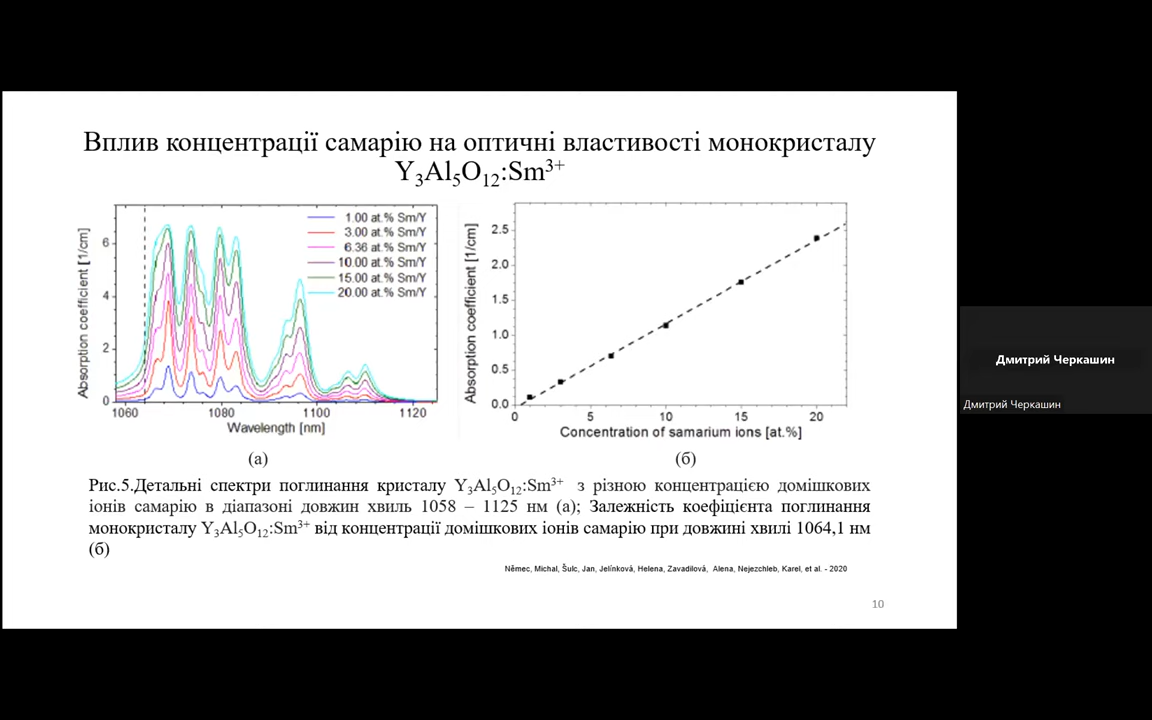 Вплив концентрації самарію на оптичні властивості монокристалу
Y₃Al₅O₁₂:Sm³⁺
Absorption coefficient [1/cm]
6
4
2
0
1.00 at.% Sm/Y
3.00 at.% Sm/Y
6.36 at.% Sm/Y
10.00 at.% Sm/Y
15.00 at.% Sm/Y
20.00 at.% Sm/Y
1060 1080 1100 1120
Wavelength [nm]
(а)
Absorption coefficient [1/cm]
2.5
2.0
1.5
1.0
0.5
0.0
0 5 10 15 20
Concentration of samarium ions [at.%]
(б)
Рис.5.Детальні спектри поглинання кристалу Y₃Al₅O₁₂:Sm³⁺ з різною концентрацією домішкових
іонів самарію в діапазоні довжин хвиль 1058 – 1125 нм (а); Залежність коефіцієнта поглинання
монокристалу Y₃Al₅O₁₂:Sm³⁺ від концентрації домішкових іонів самарію при довжині хвилі 1064,1 нм
(б)
Němec, Michal, Šulc, Jan, Jelínková, Helena, Zavadilová, Alena, Nejezchleb, Karel, et al. - 2020
10
Дмитрий Черкашин
Дмитрий Черкашин